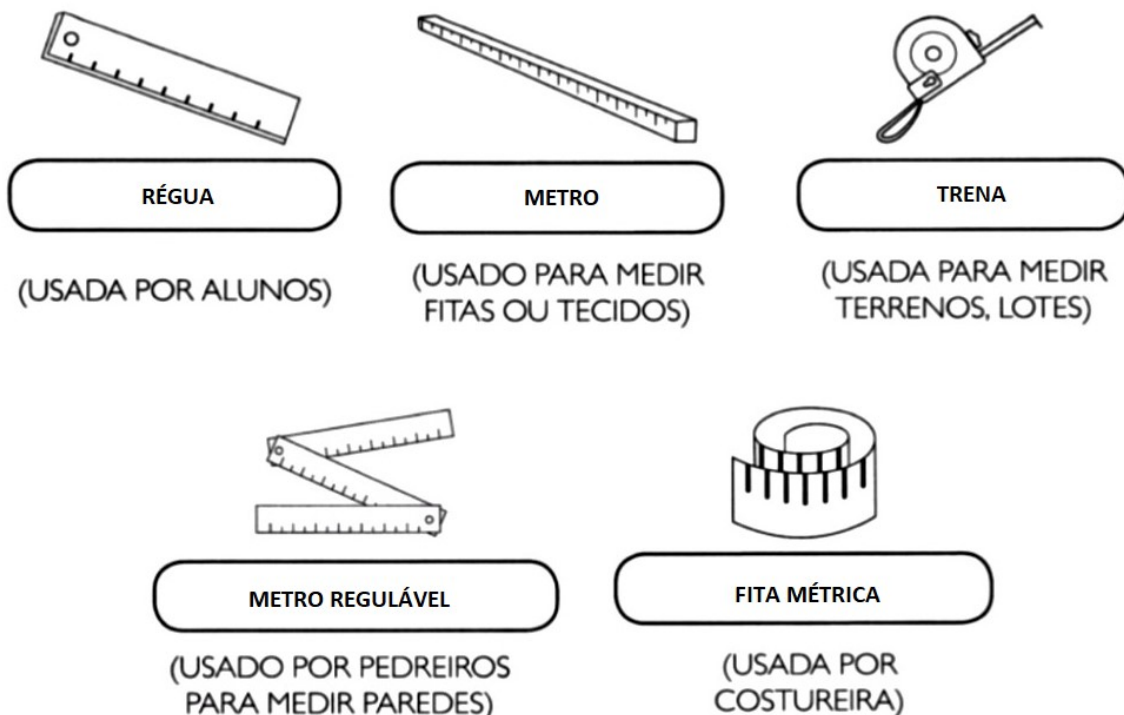 RÉGUA
(USADA POR ALUNOS)
METRO
(USADO PARA MEDIR
FITAS OU TECIDOS)
TRENA
(USADA PARA MEDIR
TERRENOS, LOTES)
METRO REGULÁVEL
(USADO POR PEDREIROS
PARA MEDIR PAREDES)
FITA MÉTRICA
(USADA POR
COSTUREIRA)